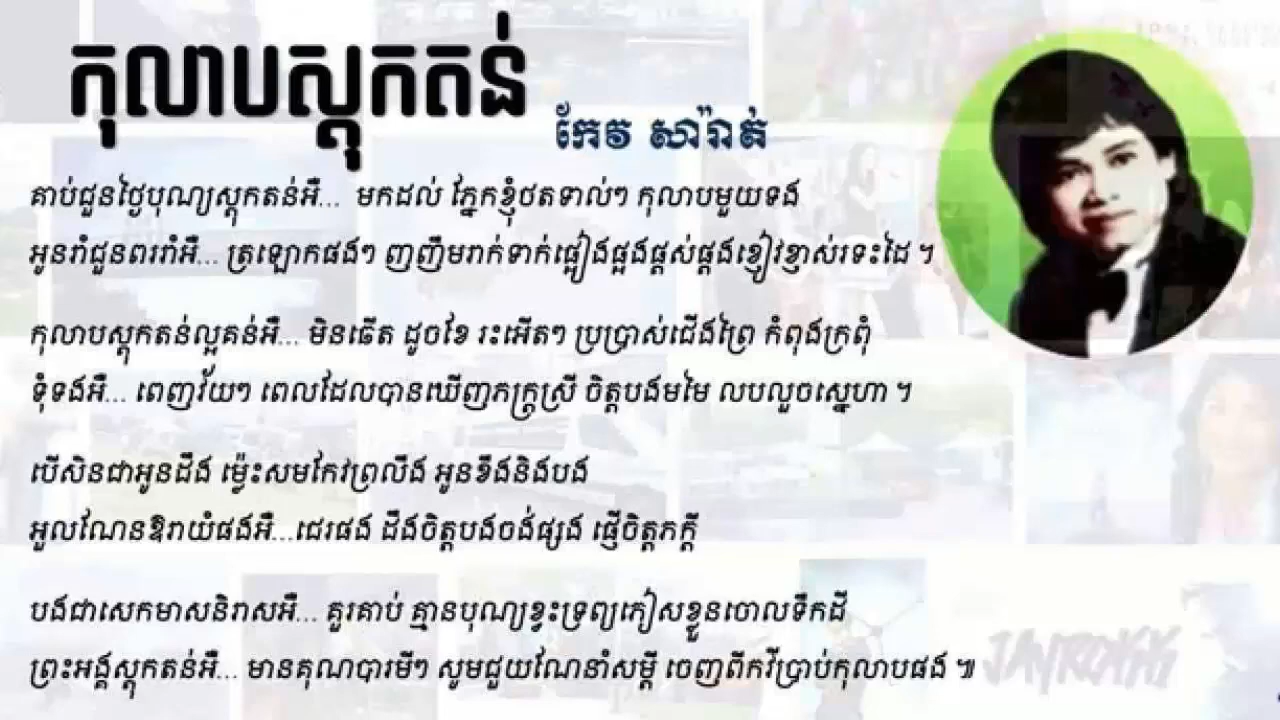 កុលាបស្តុកតន់
កែវ សារ៉ាត់
គាប់ជួនថ្ងៃបុណ្យស្តុកតន់អឺ... មកដល់ ភ្នែកខ្ញុំថតទាល់ៗ កុលាបមួយទង
អូនរាំជួនពររាំអឺ... ត្រឡោកផងៗ ញញឹមរាក់ទាក់ផ្អៀងផ្អងផ្តស់ផ្តងខ្ញៀវខ្ញាស់រទះដៃ ។
កុលាបស្តុកតន់ល្អគន់អឺ... មិនឆើត ដូចខែ រះអើតៗ ប្រប្រាស់ជើងព្រៃ កំពុងក្រពុំ
ទុំទងអឺ... ពេញវ័យៗ ពេលដែលបានឃើញភក្ត្រស្រី ចិត្តបងមមៃ លបលួចស្នេហា ។
បើសិនជាអូនដឹង ម្ល៉េះសមកែវព្រលឹង អូនខឹងនិងបង
អួលណែនឱរាយំផងអឺ...ជេរផង ដឹងចិត្តបងចង់ផ្សង ផ្ញើចិត្តភក្តី
បងជាសេកមាសនិរាសអឺ... គួរគាប់ គ្មានបុណ្យខ្វះទ្រព្យភៀសខ្លួនចោលទឹកដី
ព្រះអង្គស្តុកតន់អឺ... មានគុណបារមីៗ សូមជួយណែនាំសម្តី ចេញពីកវីប្រាប់កុលាបផង ៕